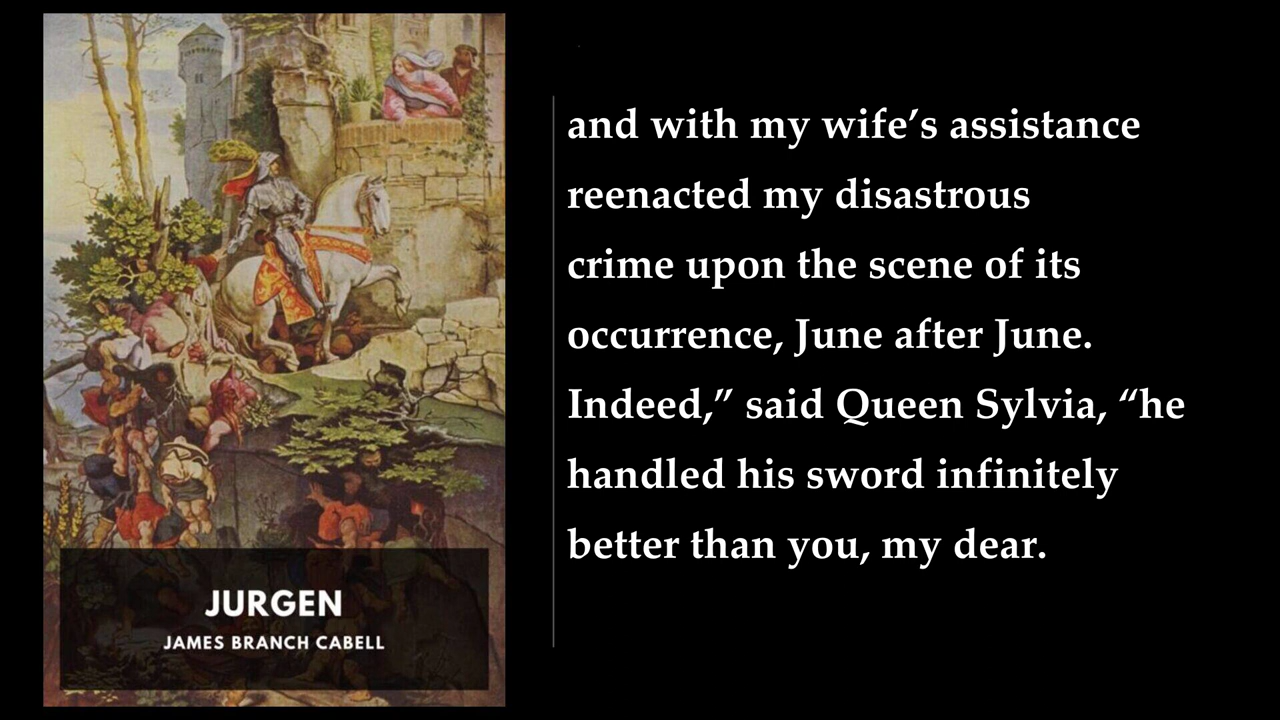 JURGEN
JAMES BRANCH CABELL
and with my wife’s assistance
reenacted my disastrous
crime upon the scene of its
occurrence, June after June.
Indeed,” said Queen Sylvia, “he
handled his sword infinitely
better than you, my dear.